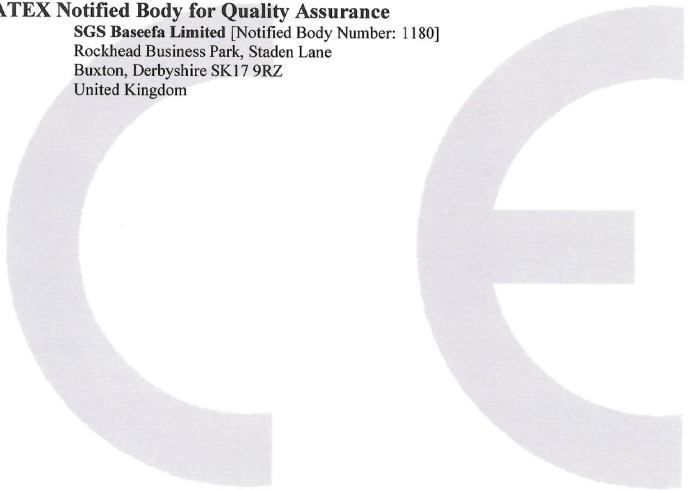 ATEX Notified Body for Quality Assurance
SGS Baseefa Limited [Notified Body Number: 1180]
Rockhead Business Park, Staden Lane
Buxton, Derbyshire SK17 9RZ
United Kingdom
CE